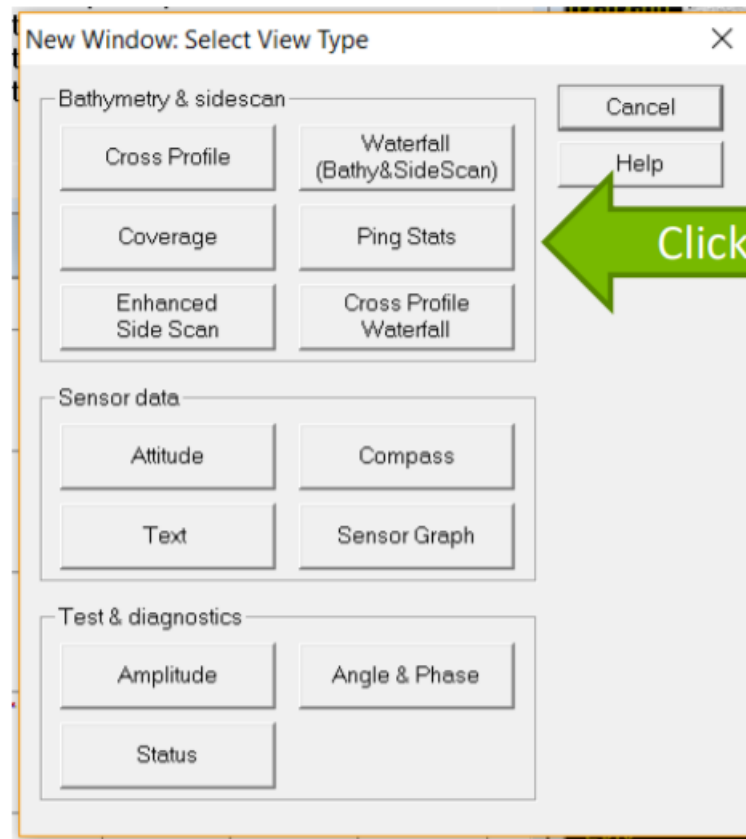 New Window: Select View Type
Bathymetry & sidescan
Cancel
Cross Profile
Waterfall
(Bathy&SideScan)
Help
Coverage
Ping Stats
Click
Enhanced
Side Scan
Cross Profile
Waterfall
Sensor data
Attitude
Compass
Text
Sensor Graph
Test & diagnostics
Amplitude
Angle & Phase
Status